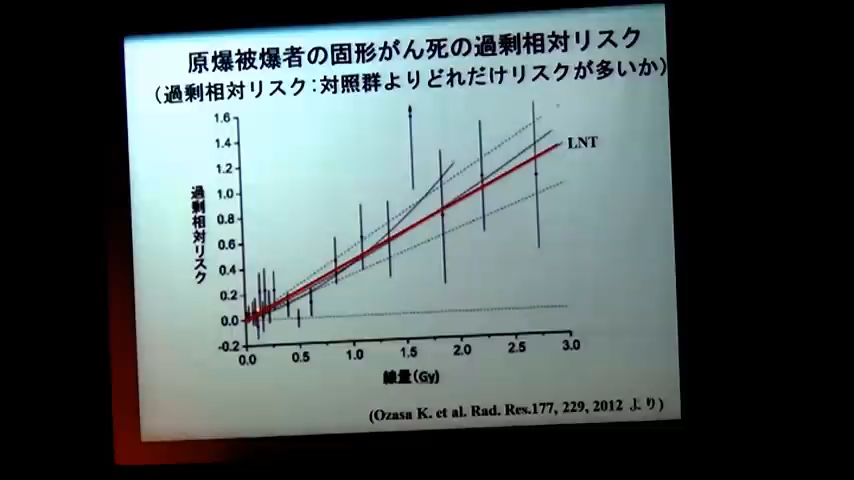 原爆被爆者の固形がん死の過剰相対リスク
(過剰相対リスク:対照群よりどれだけリスクが多いか)
過剰相対リスク
1.6
1.4
1.2
1.0
0.8
0.6
0.4
0.2
0.0
-0.2
LNT
0.0 0.5 1.0 1.5 2.0 2.5 3.0
線量(Gy)
(Ozasa K. et al. Rad. Res.177, 229, 2012 より)